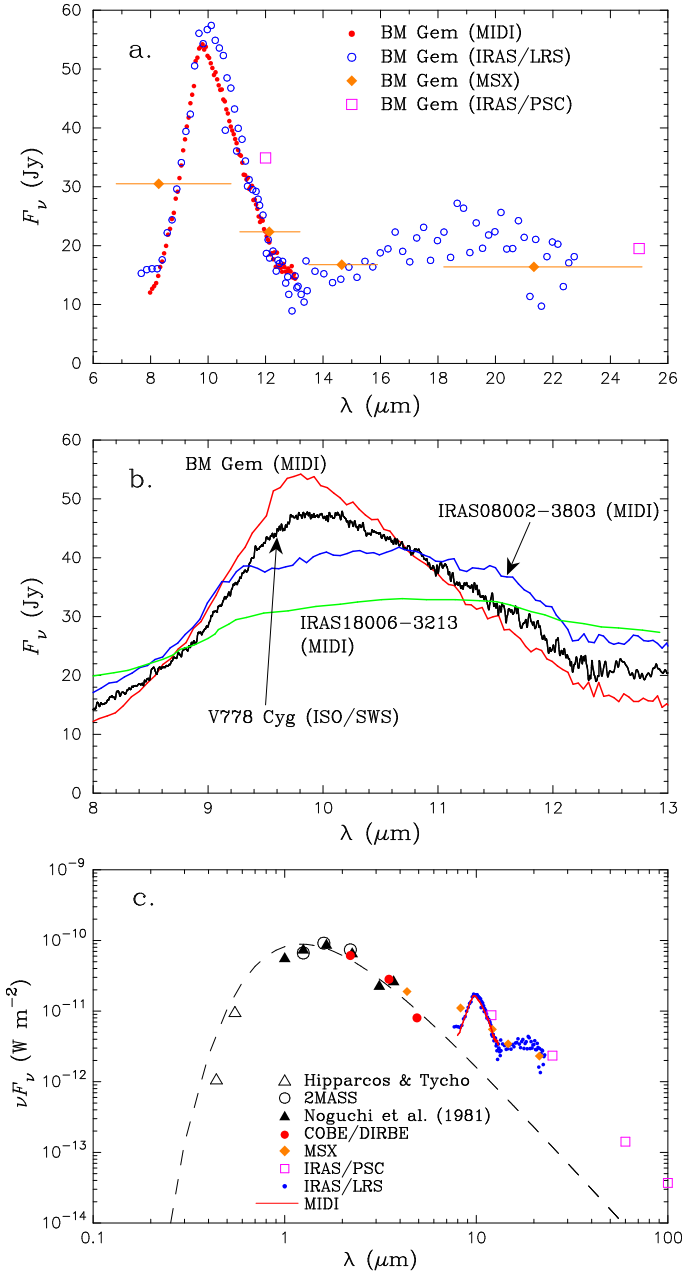 60
50
40
30
20
10
0
F_ν (Jy)
a.
BM Gem (MIDI)
BM Gem (IRAS/LRS)
BM Gem (MSX)
BM Gem (IRAS/PSC)
6 8 10 12 14 16 18 20 22 24 26
λ (μm)
60
50
40
30
20
10
0
F_ν (Jy)
b.
BM Gem (MIDI)
IRAS08002-3803 (MIDI)
IRAS18006-3213
(MIDI)
V778 Cyg (ISO/SWS)
8 9 10 11 12 13
λ (μm)
10⁻⁹
10⁻¹⁰
10⁻¹¹
10⁻¹²
10⁻¹³
10⁻¹⁴
νF_ν (W m⁻²)
c.
Hipparcos & Tycho
2MASS
Noguchi et al. (1981)
COBE/DIRBE
MSX
IRAS/PSC
IRAS/LRS
MIDI
0.1 1 10 100
λ (μm)